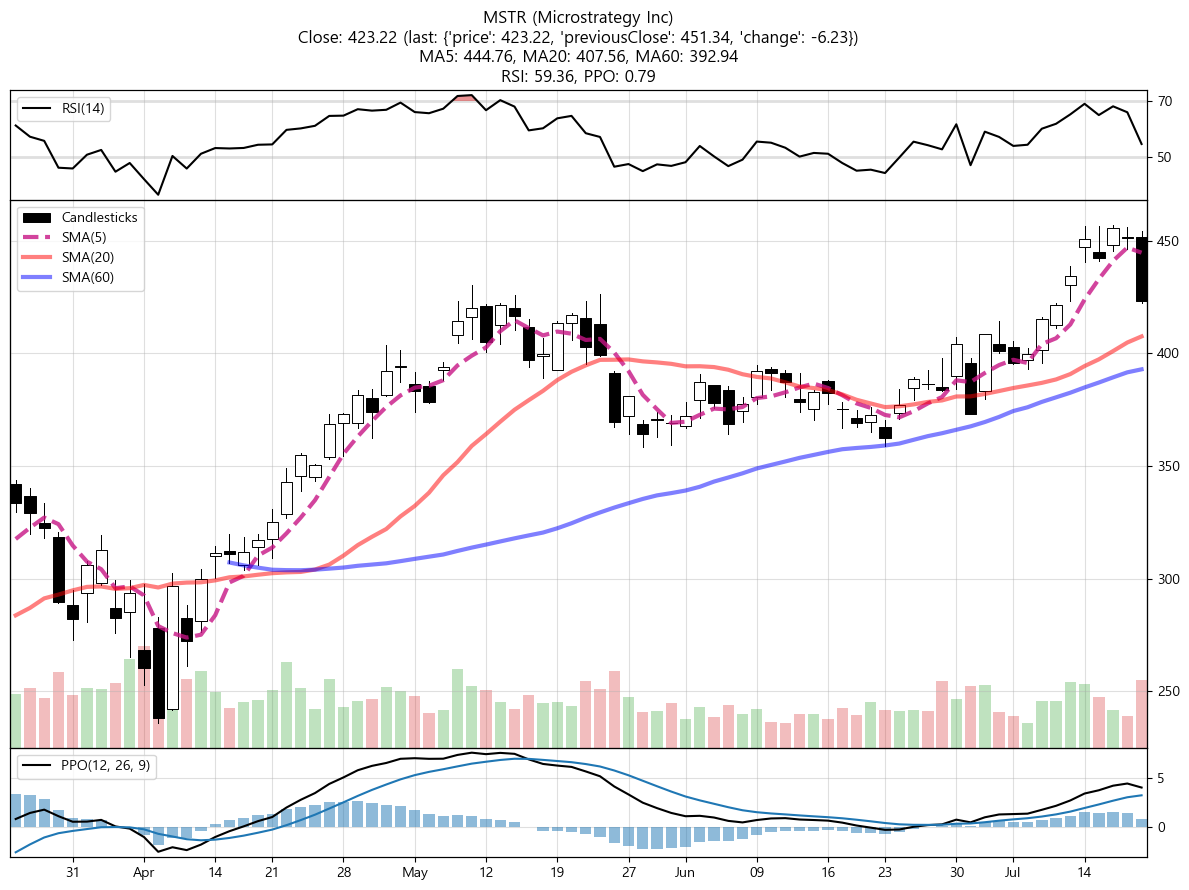 MSTR (Microstrategy Inc)
Close: 423.22 (last: {'price': 423.22, 'previousClose': 451.34, 'change': -6.23})
MA5: 444.76, MA20: 407.56, MA60: 392.94
RSI: 59.36, PPO: 0.79
RSI(14)
70
50
Candlesticks
SMA(5)
SMA(20)
SMA(60)
450
400
350
300
250
PPO(12, 26, 9)
5
0
31 Apr 14 21 28 May 12 19 27 Jun 09 16 23 30 Jul 14